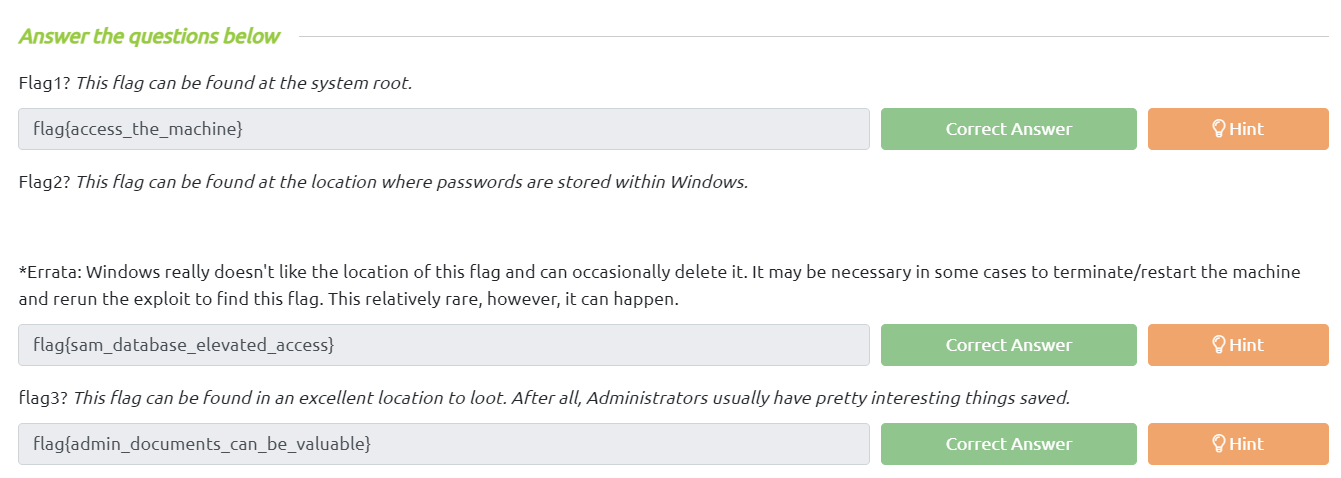 Answer the questions below
Flag1? This flag can be found at the system root.
flag{access_the_machine}
Correct Answer
Hint
Flag2? This flag can be found at the location where passwords are stored within Windows.
*Errata: Windows really doesn't like the location of this flag and can occasionally delete it. It may be necessary in some cases to terminate/restart the machine
and rerun the exploit to find this flag. This relatively rare, however, it can happen.
flag{sam_database_elevated_access}
Correct Answer
Hint
flag3? This flag can be found in an excellent location to loot. After all, Administrators usually have pretty interesting things saved.
flag{admin_documents_can_be_valuable}
Correct Answer
Hint